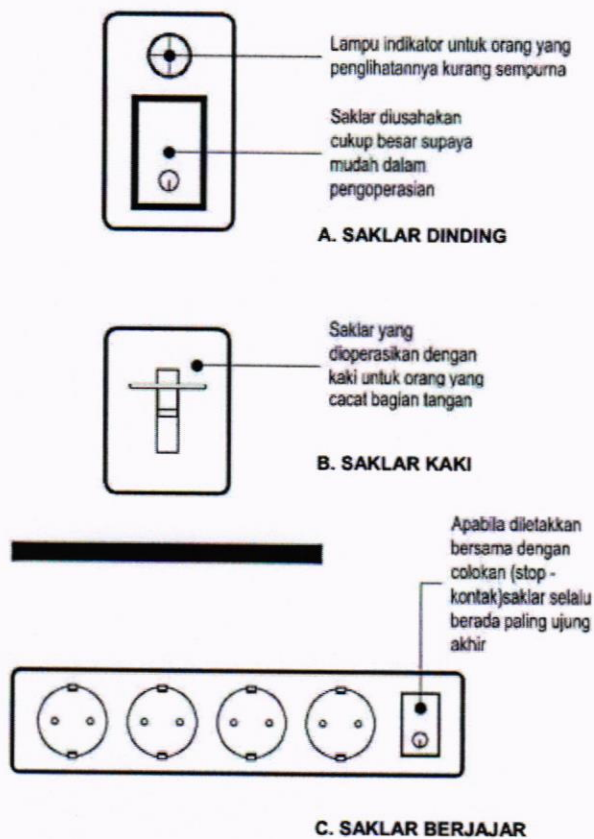 Lampu indikator untuk orang yang
penglihatannya kurang sempurna
Saklar diusahakan
cukup besar supaya
mudah dalam
pengoperasian
A. SAKLAR DINDING
Saklar yang
dioperasikan dengan
kaki untuk orang yang
cacat bagian tangan
B. SAKLAR KAKI
Apabila diletakkan
bersama dengan
colokan (stop -
kontak)saklar selalu
berada paling ujung
akhir
C. SAKLAR BERJAJAR